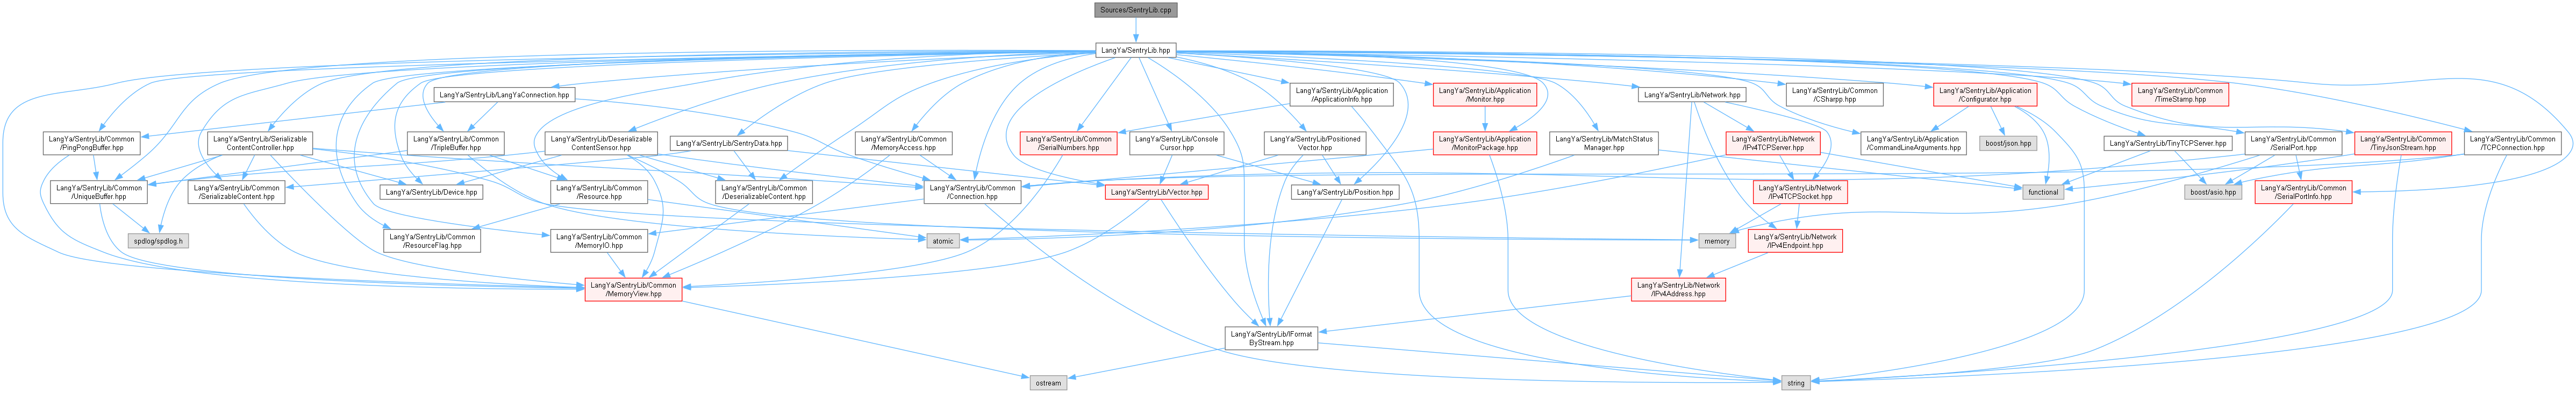 Sources/SentryLib.cpp
LangYa/SentryLib.hpp
LangYa/SentryLib/LangYaConnection.hpp
LangYa/SentryLib/Application
/ApplicationInfo.hpp
LangYa/SentryLib/Application
/Monitor.hpp
LangYa/SentryLib/Network.hpp
LangYa/SentryLib/Common
/CSharp.hpp
LangYa/SentryLib/Application
/Configurator.hpp
LangYa/SentryLib/Common
/TimeStamp.hpp
LangYa/SentryLib/Common
/PingPongBuffer.hpp
LangYa/SentryLib/Serializable
ContentController.hpp
LangYa/SentryLib/Common
/TripleBuffer.hpp
LangYa/SentryLib/Deserializable
ContentSensor.hpp
LangYa/SentryLib/SentryData.hpp
LangYa/SentryLib/Common
/MemoryAccess.hpp
LangYa/SentryLib/Common
/SerialNumbers.hpp
LangYa/SentryLib/Console
Cursor.hpp
LangYa/SentryLib/Positioned
Vector.hpp
LangYa/SentryLib/Application
/MonitorPackage.hpp
LangYa/SentryLib/MatchStatus
Manager.hpp
LangYa/SentryLib/Network
/IPv4TCPServer.hpp
LangYa/SentryLib/Application
/CommandLineArguments.hpp
boost/json.hpp
LangYa/SentryLib/TinyTCPServer.hpp
LangYa/SentryLib/Common
/SerialPort.hpp
LangYa/SentryLib/Common
/TinyJsonStream.hpp
LangYa/SentryLib/Common
/TCPConnection.hpp
LangYa/SentryLib/Common
/UniqueBuffer.hpp
LangYa/SentryLib/Common
/SerializableContent.hpp
LangYa/SentryLib/Device.hpp
LangYa/SentryLib/Common
/Resource.hpp
LangYa/SentryLib/Common
/DeserializableContent.hpp
LangYa/SentryLib/Common
/Connection.hpp
LangYa/SentryLib/Vector.hpp
LangYa/SentryLib/Position.hpp
LangYa/SentryLib/Network
/IPv4TCPSocket.hpp
functional
boost/asio.hpp
LangYa/SentryLib/Common
/SerialPortInfo.hpp
spdlog/spdlog.h
LangYa/SentryLib/Common
/ResourceFlag.hpp
LangYa/SentryLib/Common
/MemoryIO.hpp
atomic
memory
LangYa/SentryLib/Network
/IPv4Endpoint.hpp
LangYa/SentryLib/Common
/MemoryView.hpp
LangYa/SentryLib/Network
/IPv4Address.hpp
LangYa/SentryLib/IFormat
ByStream.hpp
ostream
string